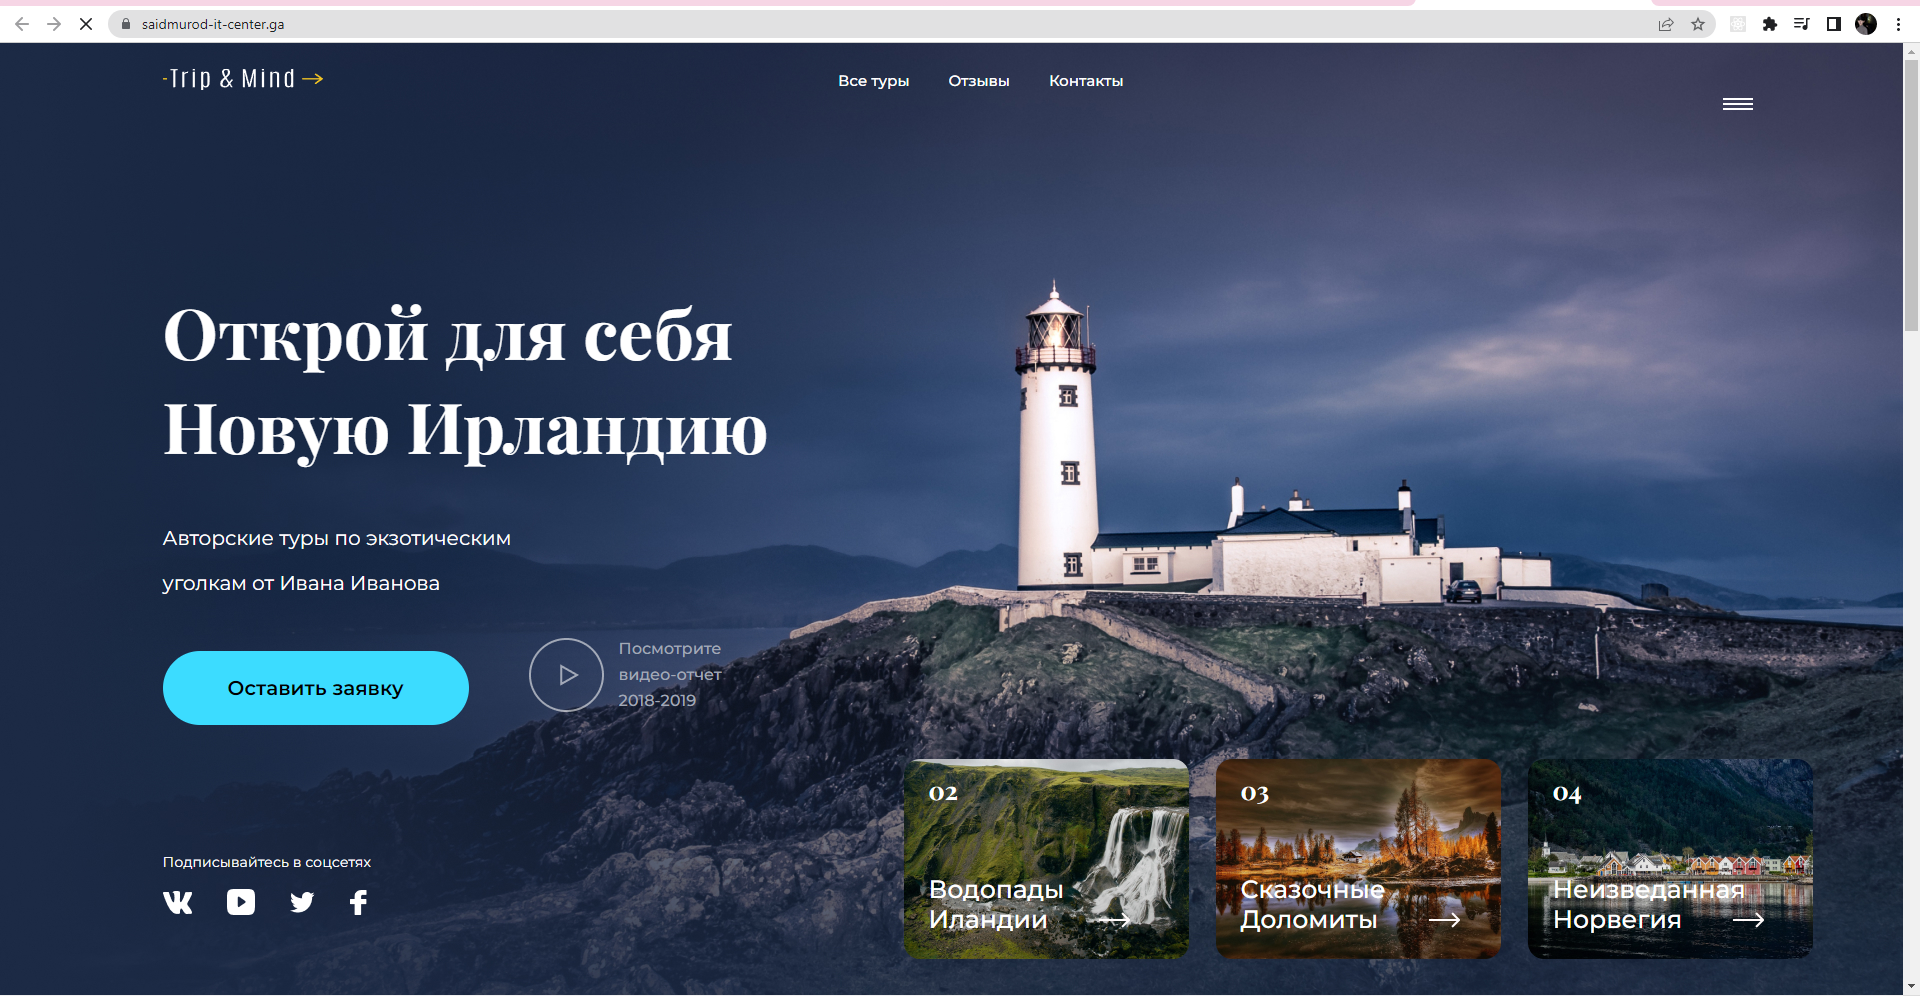 saidmurod-it-center.ga
-Trip & Mind
Все туры
Отзывы
Контакты
Открой для себя
Новую Ирландию
Авторские туры по экзотическим
уголкам от Ивана Иванова
Оставить заявку
Посмотрите
видео-отчет
2018-2019
Подписывайтесь в соцсетях
02
Водопады
Иландии
03
Сказочные
Доломиты
04
Неизведанная
Норвегия